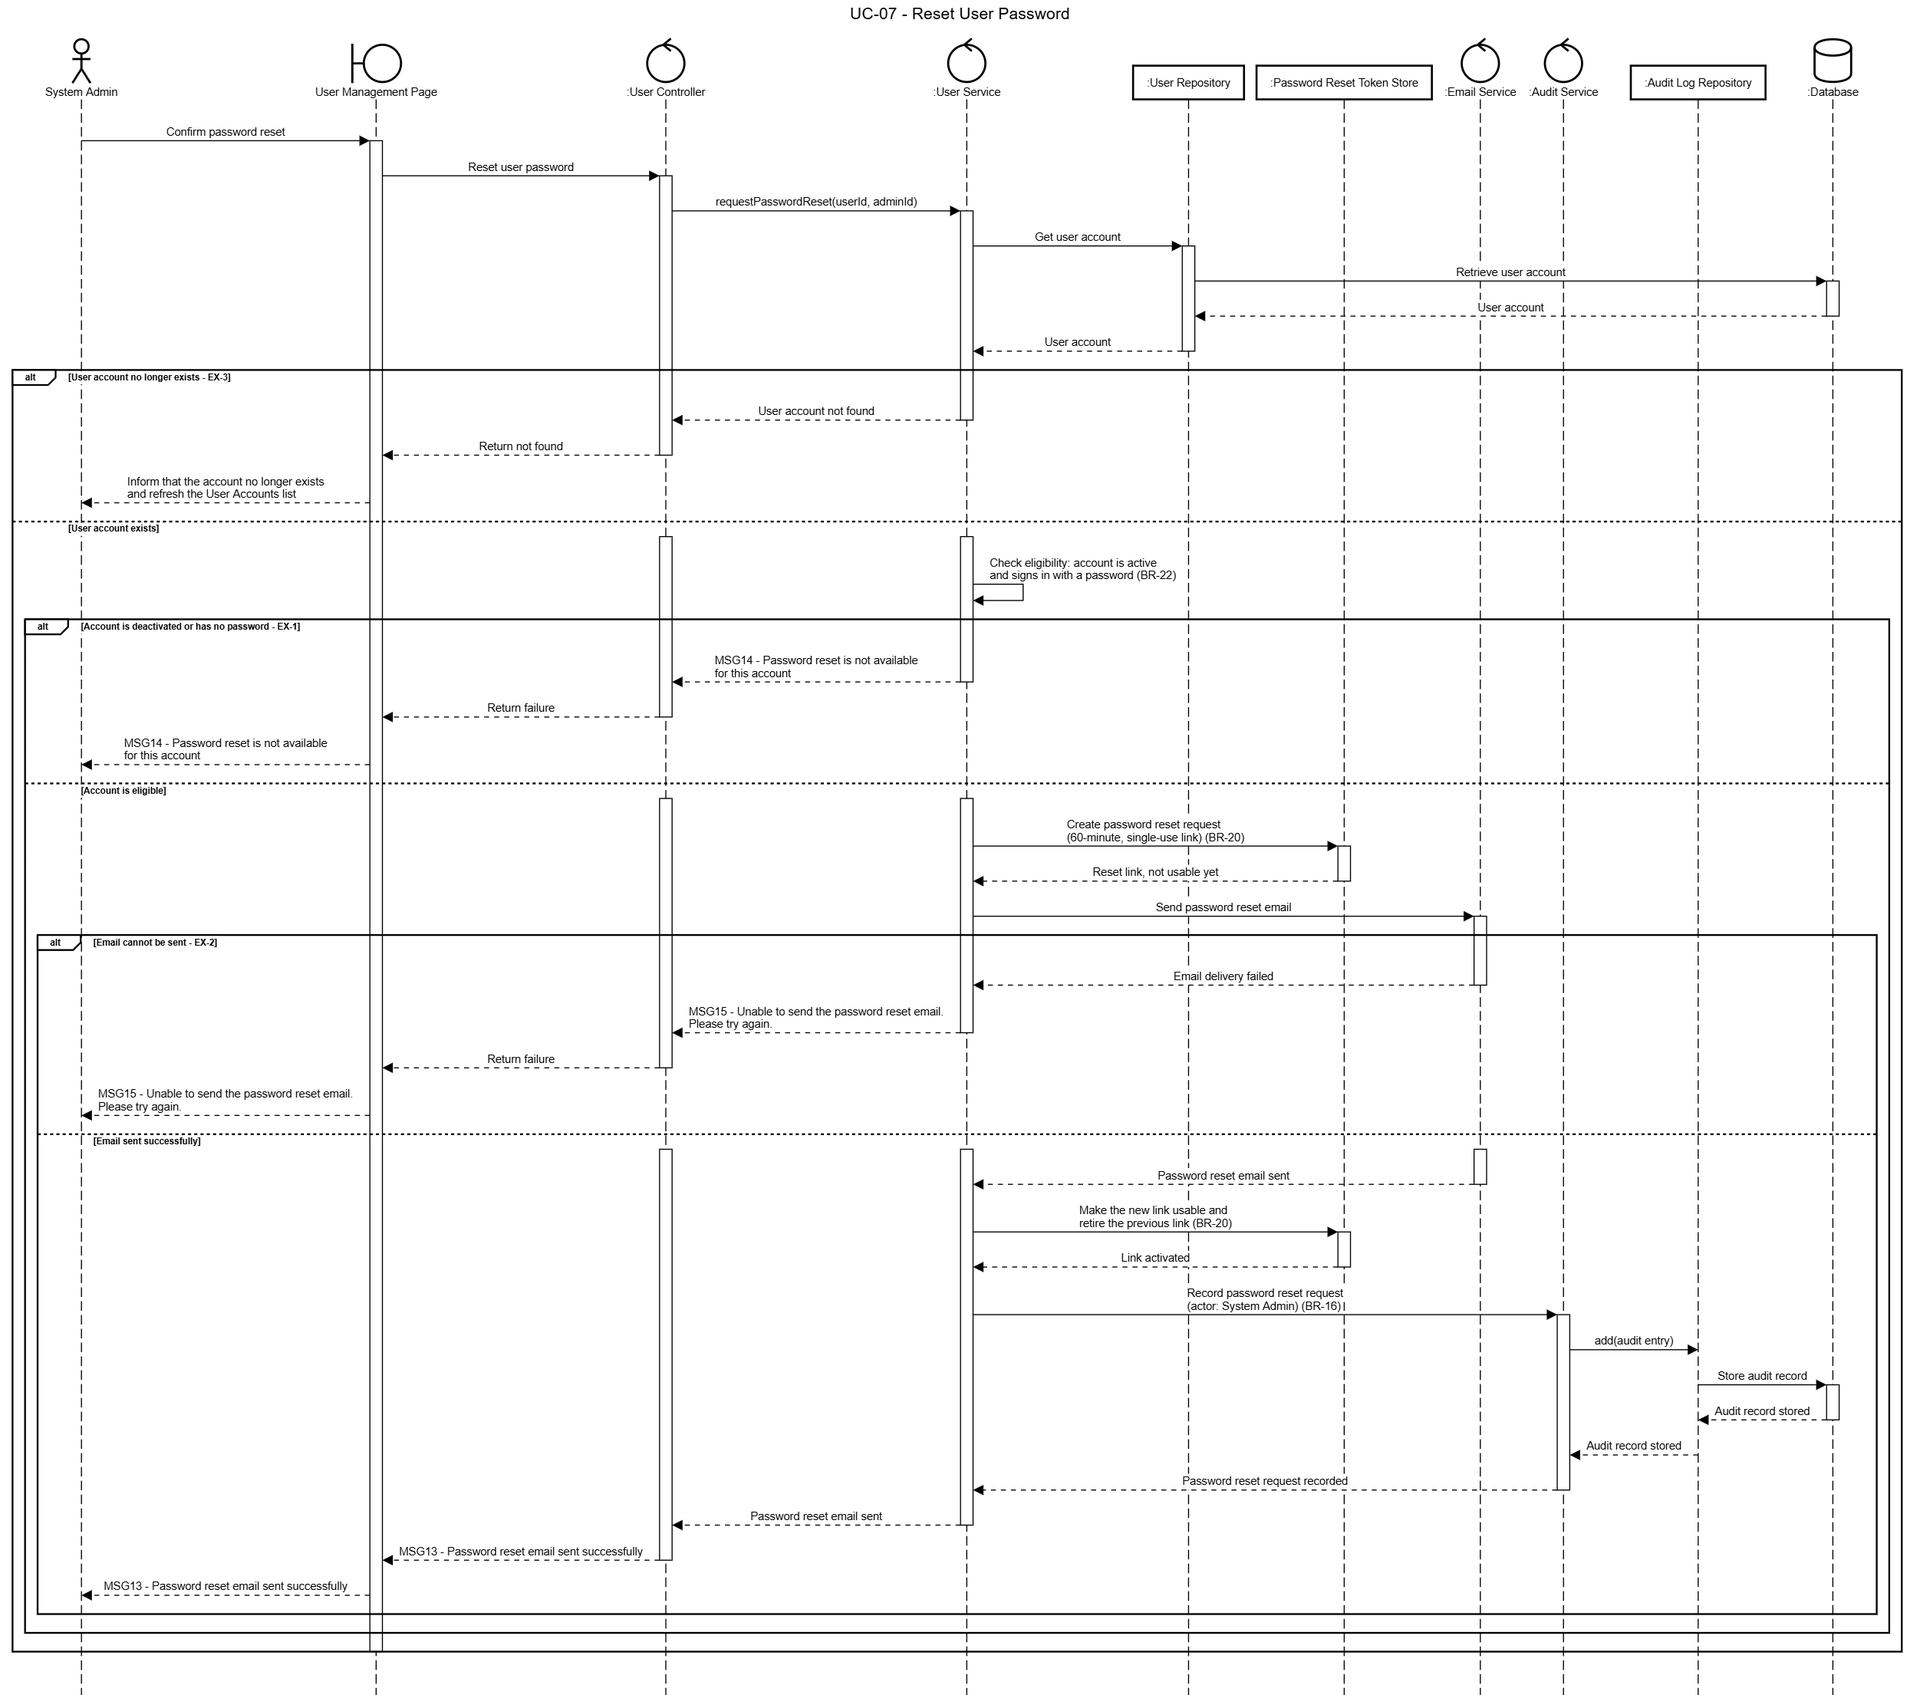 UC-07 - Reset User Password
System Admin
User Management Page
:User Controller
:User Service
:User Repository
:Password Reset Token Store
:Email Service
:Audit Service
:Audit Log Repository
:Database
Confirm password reset
Reset user password
requestPasswordReset(userId, adminId)
Get user account
Retrieve user account
User account
User account
alt
[User account no longer exists - EX-3]
User account not found
Return not found
Inform that the account no longer exists
and refresh the User Accounts list
[User account exists]
Check eligibility: account is active
and signs in with a password (BR-22)
alt
[Account is deactivated or has no password - EX-1]
MSG14 - Password reset is not available
for this account
Return failure
MSG14 - Password reset is not available
for this account
[Account is eligible]
Create password reset request
(60-minute, single-use link) (BR-20)
Reset link, not usable yet
Send password reset email
alt
[Email cannot be sent - EX-2]
Email delivery failed
MSG15 - Unable to send the password reset email.
Please try again.
Return failure
MSG15 - Unable to send the password reset email.
Please try again.
[Email sent successfully]
Password reset email sent
Make the new link usable and
retire the previous link (BR-20)
Link activated
Record password reset request
(actor: System Admin) (BR-16)
add(audit entry)
Store audit record
Audit record stored
Audit record stored
Password reset request recorded
Password reset email sent
MSG13 - Password reset email sent successfully
MSG13 - Password reset email sent successfully